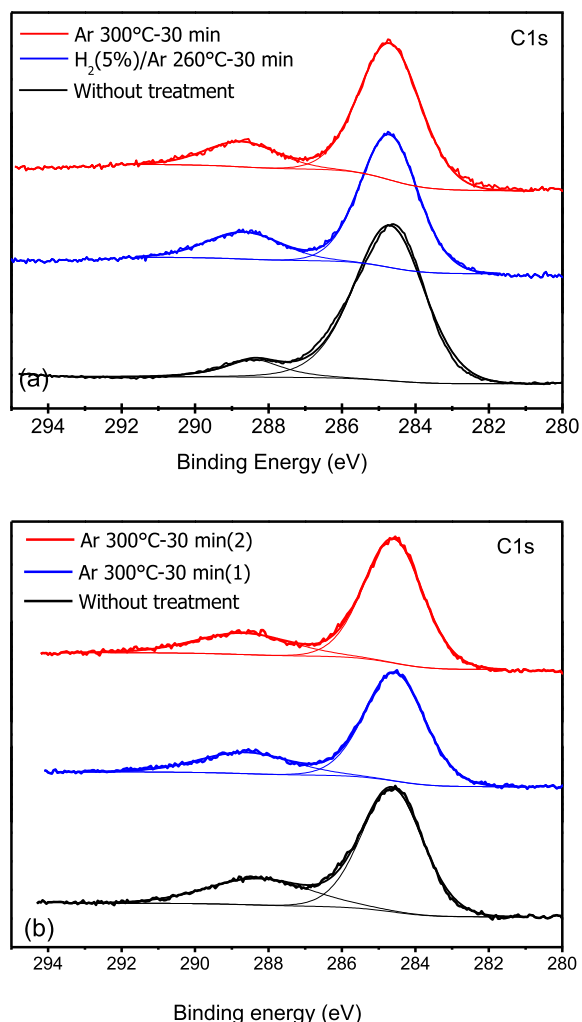 Ar 300°C-30 min
C1s
H2(5%)/Ar 260°C-30 min
Without treatment
(a)
294 292 290 288 286 284 282 280
Binding Energy (eV)
Ar 300°C-30 min(2)
C1s
Ar 300°C-30 min(1)
Without treatment
(b)
294 292 290 288 286 284 282 280
Binding energy (eV)